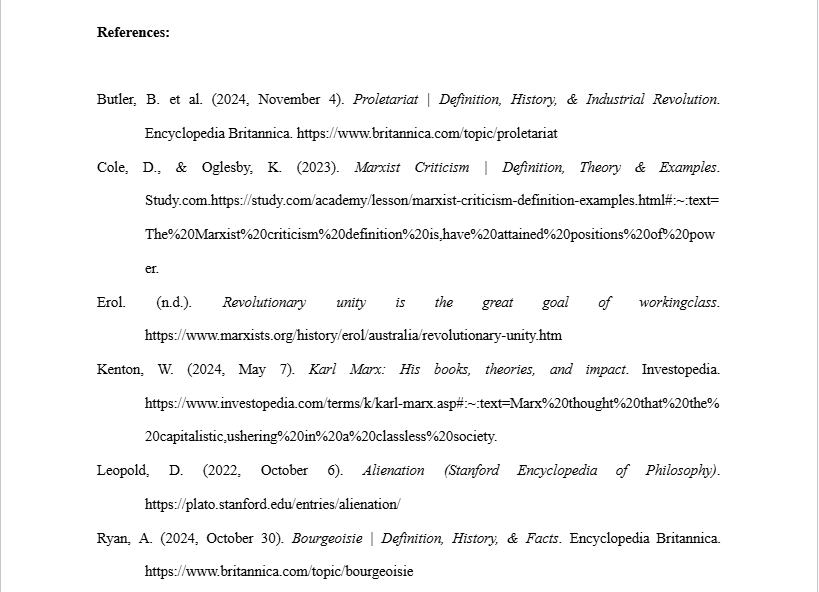 References:
Butler, B. et al. (2024, November 4). Proletariat | Definition, History, & Industrial Revolution.
Encyclopedia Britannica. https://www.britannica.com/topic/proletariat
Cole, D., & Oglesby, K. (2023). Marxist Criticism | Definition, Theory & Examples.
Study.com.https://study.com/academy/lesson/marxist-criticism-definition-examples.html#:~:text=
The%20Marxist%20criticism%20definition%20is,have%20attained%20positions%20of%20pow
er.
Erol. (n.d.). Revolutionary unity is the great goal of workingclass.
https://www.marxists.org/history/erol/australia/revolutionary-unity.htm
Kenton, W. (2024, May 7). Karl Marx: His books, theories, and impact. Investopedia.
https://www.investopedia.com/terms/k/karl-marx.asp#:~:text=Marx%20thought%20that%20the%
20capitalistic,ushering%20in%20a%20classless%20society.
Leopold, D. (2022, October 6). Alienation (Stanford Encyclopedia of Philosophy).
https://plato.stanford.edu/entries/alienation/
Ryan, A. (2024, October 30). Bourgeoisie | Definition, History, & Facts. Encyclopedia Britannica.
https://www.britannica.com/topic/bourgeoisie